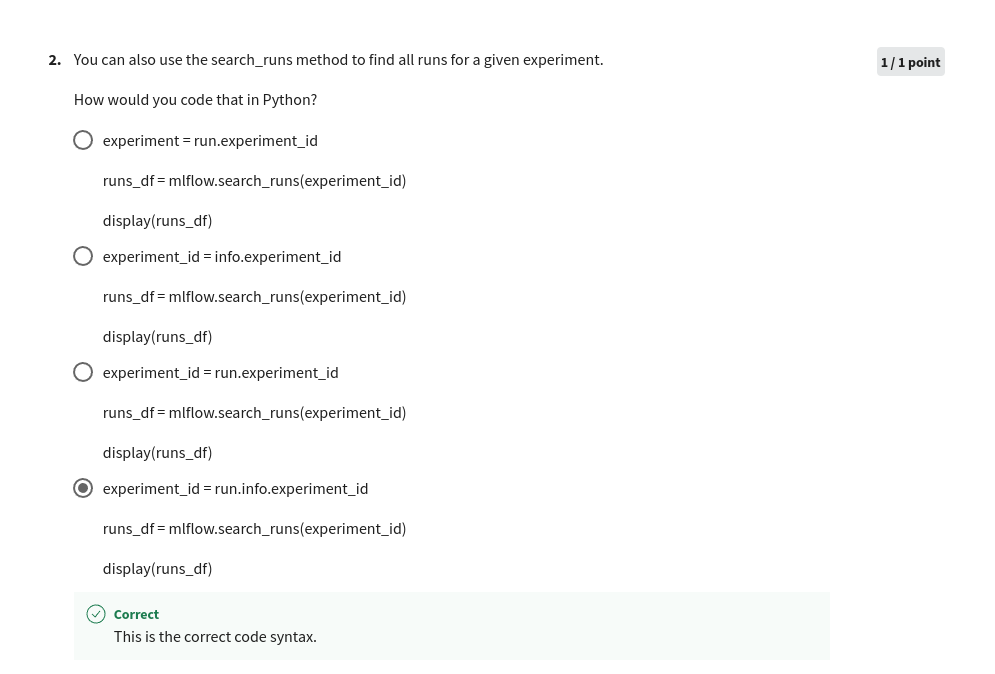 2. You can also use the search_runs method to find all runs for a given experiment.
1 / 1 point
How would you code that in Python?
experiment = run.experiment_id
runs_df = mlflow.search_runs(experiment_id)
display(runs_df)
experiment_id = info.experiment_id
runs_df = mlflow.search_runs(experiment_id)
display(runs_df)
experiment_id = run.experiment_id
runs_df = mlflow.search_runs(experiment_id)
display(runs_df)
experiment_id = run.info.experiment_id
runs_df = mlflow.search_runs(experiment_id)
display(runs_df)
Correct
This is the correct code syntax.